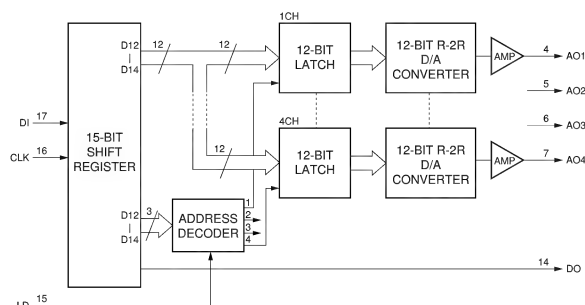 1CH
4CH
D12
|
D14
12
12
12
12-BIT
LATCH
12-BIT R-2R
D/A
CONVERTER
AMP
4
AO1
5
AO2
6
AO3
DI
17
CLK
16
15-BIT
SHIFT
REGISTER
12-BIT
LATCH
12-BIT R-2R
D/A
CONVERTER
AMP
7
AO4
D12
|
D14
3
ADDRESS
DECODER
1
2
3
4
14
DO
LD
15